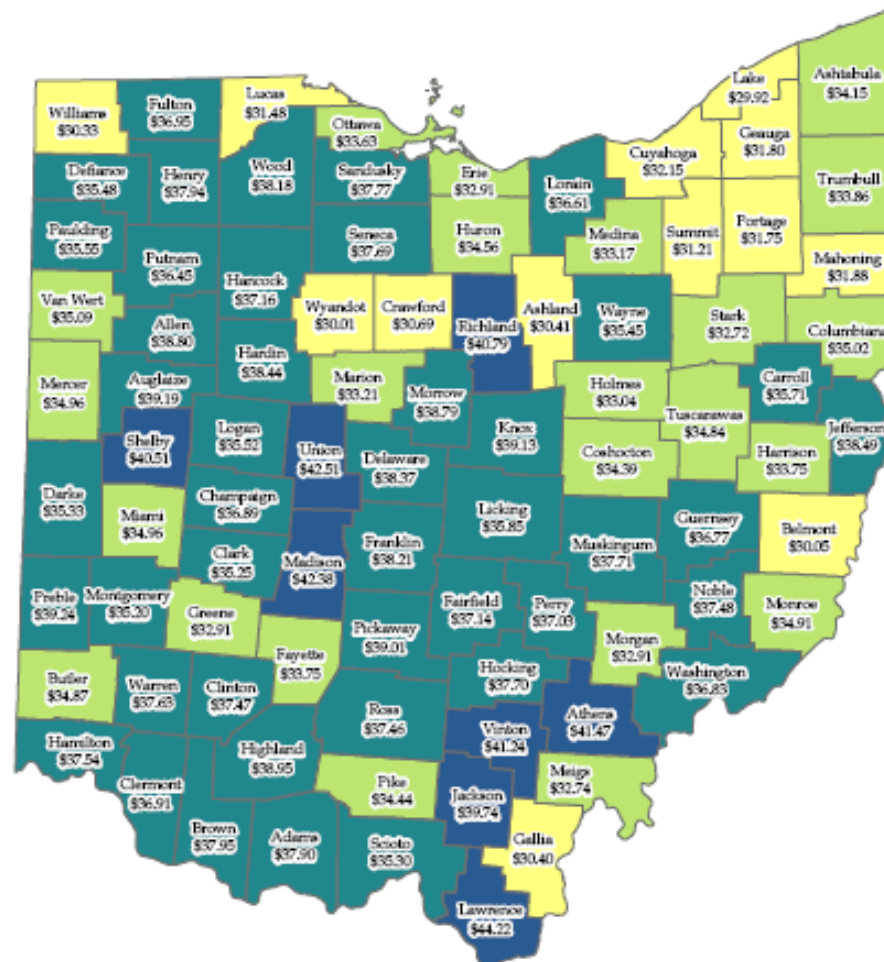 Lake
$29.92
Ashtabula
$34.15
Williams
$30.33
Fulton
$36.95
Lucas
$31.48
Ottawa
$33.63
Geauga
$31.80
Cuyahoga
$32.15
Defiance
$35.48
Henry
$37.94
Wood
$38.18
Sandusky
$37.77
Erie
$32.91
Lorain
$36.61
Trumbull
$33.86
Paulding
$35.55
Seneca
$37.69
Huron
$34.56
Medina
$33.17
Summit
$31.21
Portage
$31.75
Mahoning
$31.88
Putnam
$36.45
Hancock
$37.16
Van Wert
$35.09
Wyandot
$30.01
Crawford
$30.69
Richland
$40.79
Ashland
$30.41
Wayne
$35.45
Stark
$32.72
Columbiana
$35.02
Allen
$38.80
Hardin
$38.44
Mercer
$34.96
Auglaize
$39.19
Marion
$33.21
Morrow
$38.79
Holmes
$33.04
Carroll
$35.71
Tuscarawas
$34.84
Jefferson
$38.49
Shelby
$40.51
Logan
$35.52
Union
$42.51
Knox
$39.13
Delaware
$38.37
Coshocton
$34.39
Harrison
$33.75
Darke
$35.33
Miami
$34.96
Champaign
$36.89
Licking
$35.85
Guernsey
$36.77
Belmont
$30.05
Clark
$35.25
Madison
$42.38
Franklin
$38.21
Muskingum
$37.71
Preble
$39.24
Montgomery
$35.20
Greene
$32.91
Fairfield
$37.14
Perry
$37.03
Noble
$37.48
Monroe
$34.91
Pickaway
$39.01
Morgan
$32.91
Fayette
$33.75
Hocking
$37.70
Washington
$36.83
Butler
$34.87
Warren
$37.63
Clinton
$37.47
Ross
$37.46
Vinton
$41.24
Athens
$41.47
Hamilton
$37.54
Highland
$38.95
Clermont
$36.91
Pike
$34.44
Jackson
$39.74
Meigs
$32.74
Brown
$37.95
Adams
$37.90
Scioto
$35.30
Gallia
$30.40
Lawrence
$44.22